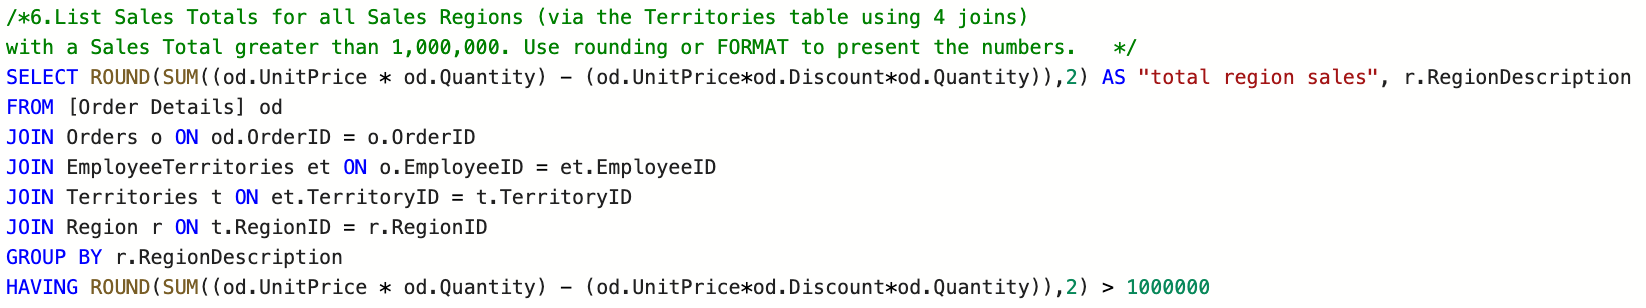 /*6.List Sales Totals for all Sales Regions (via the Territories table using 4 joins)
with a Sales Total greater than 1,000,000. Use rounding or FORMAT to present the numbers.   */
SELECT ROUND(SUM((od.UnitPrice * od.Quantity) - (od.UnitPrice*od.Discount*od.Quantity)),2) AS "total region sales", r.RegionDescription
FROM [Order Details] od
JOIN Orders o ON od.OrderID = o.OrderID
JOIN EmployeeTerritories et ON o.EmployeeID = et.EmployeeID
JOIN Territories t ON et.TerritoryID = t.TerritoryID
JOIN Region r ON t.RegionID = r.RegionID
GROUP BY r.RegionDescription
HAVING ROUND(SUM((od.UnitPrice * od.Quantity) - (od.UnitPrice*od.Discount*od.Quantity)),2) > 1000000